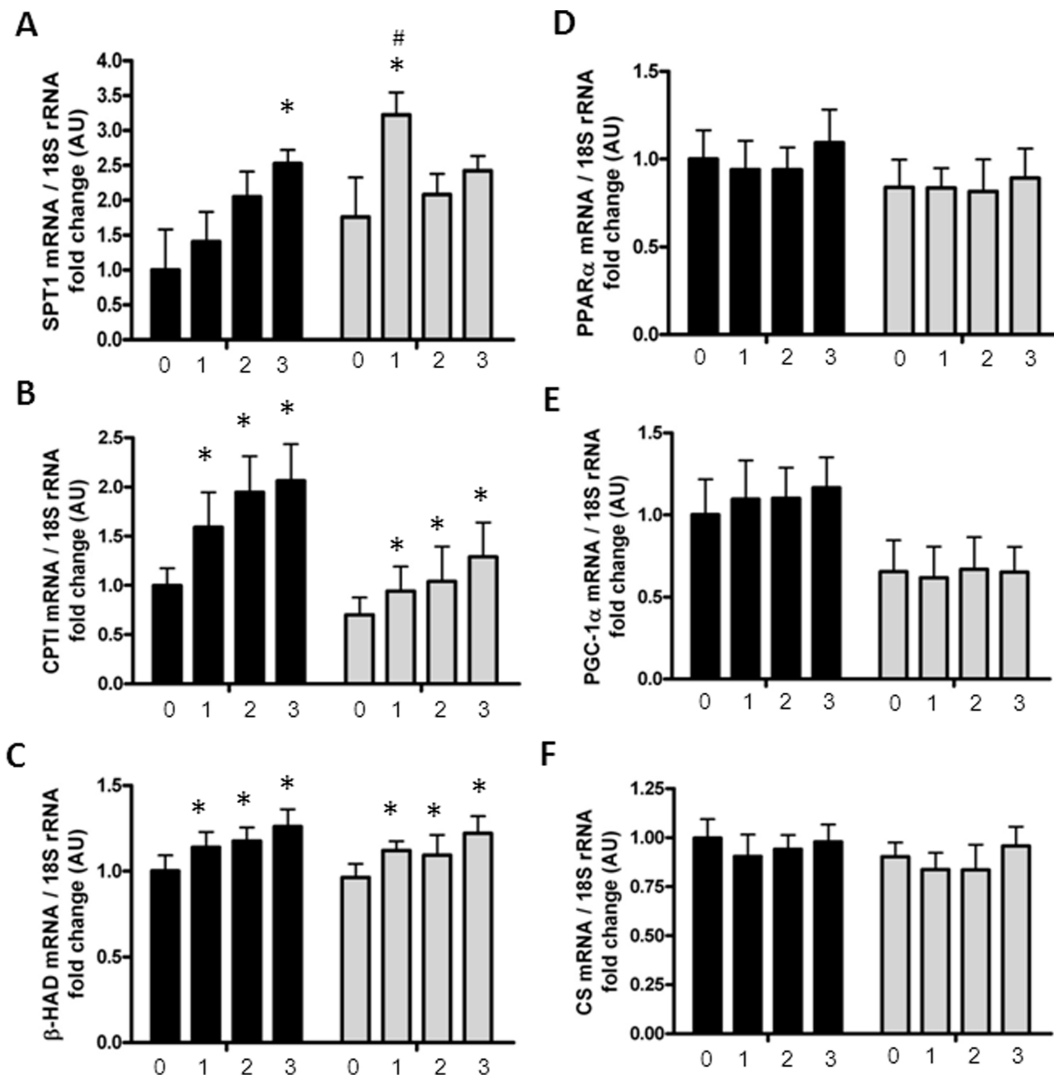 A
SPT1 mRNA / 18S rRNA
fold change (AU)
4.0
3.5
3.0
2.5
2.0
1.5
1.0
0.5
0.0
*
#
*
0 1 2 3 0 1 2 3
B
CPTI mRNA / 18S rRNA
fold change (AU)
2.5
2.0
1.5
1.0
0.5
0.0
* * * * * *
0 1 2 3 0 1 2 3
C
β-HAD mRNA / 18S rRNA
fold change (AU)
1.5
1.0
0.5
0.0
* * * * * *
0 1 2 3 0 1 2 3
D
PPARα mRNA / 18S rRNA
fold change (AU)
1.5
1.0
0.5
0.0
0 1 2 3 0 1 2 3
E
PGC-1α mRNA / 18S rRNA
fold change (AU)
1.5
1.0
0.5
0.0
0 1 2 3 0 1 2 3
F
CS mRNA / 18S rRNA
fold change (AU)
1.25
1.00
0.75
0.50
0.25
0.00
0 1 2 3 0 1 2 3